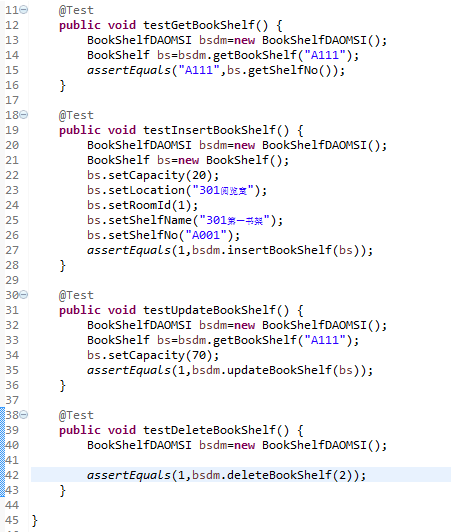 11 @Test
12 public void testGetBookShelf() {
13 BookShelfDAOMSI bsdm=new BookShelfDAOMSI();
14 BookShelf bs=bsdm.getBookShelf("A111");
15 assertEquals("A111",bs.getShelfNo());
16 }
17
18 @Test
19 public void testInsertBookShelf() {
20 BookShelfDAOMSI bsdm=new BookShelfDAOMSI();
21 BookShelf bs=new BookShelf();
22 bs.setCapacity(20);
23 bs.setLocation("301阅览室");
24 bs.setRoomId(1);
25 bs.setShelfName("301第一书架");
26 bs.setShelfNo("A001");
27 assertEquals(1,bsdm.insertBookShelf(bs));
28 }
29
30 @Test
31 public void testUpdateBookShelf() {
32 BookShelfDAOMSI bsdm=new BookShelfDAOMSI();
33 BookShelf bs=bsdm.getBookShelf("A111");
34 bs.setCapacity(70);
35 assertEquals(1,bsdm.updateBookShelf(bs));
36 }
37
38 @Test
39 public void testDeleteBookShelf() {
40 BookShelfDAOMSI bsdm=new BookShelfDAOMSI();
41
42 assertEquals(1,bsdm.deleteBookShelf(2));
43 }
44
45 }